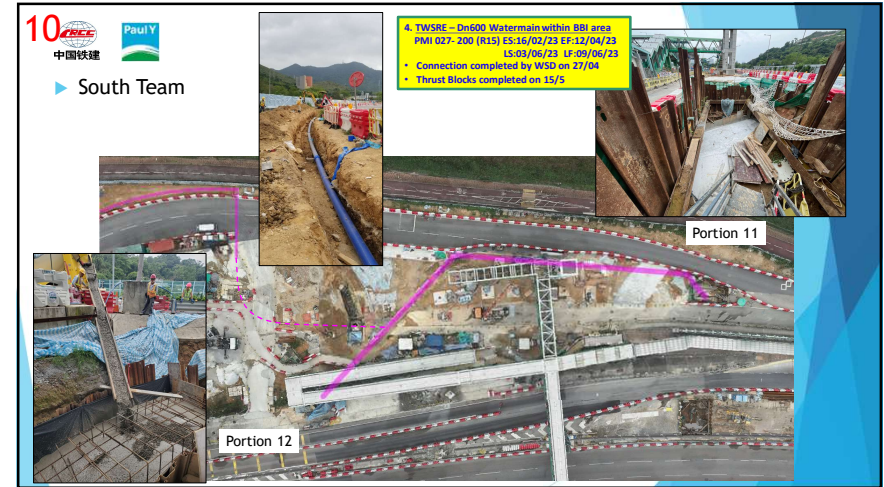 10
CRCC
中国铁建
Paul Y
South Team
4. TWSRE – Dn600 Watermain within BBI area
PMI 027- 200 (R15) ES:16/02/23 EF:12/04/23
LS:03/06/23 LF:09/06/23
• Connection completed by WSD on 27/04
• Thrust Blocks completed on 15/5
Portion 11
Portion 12